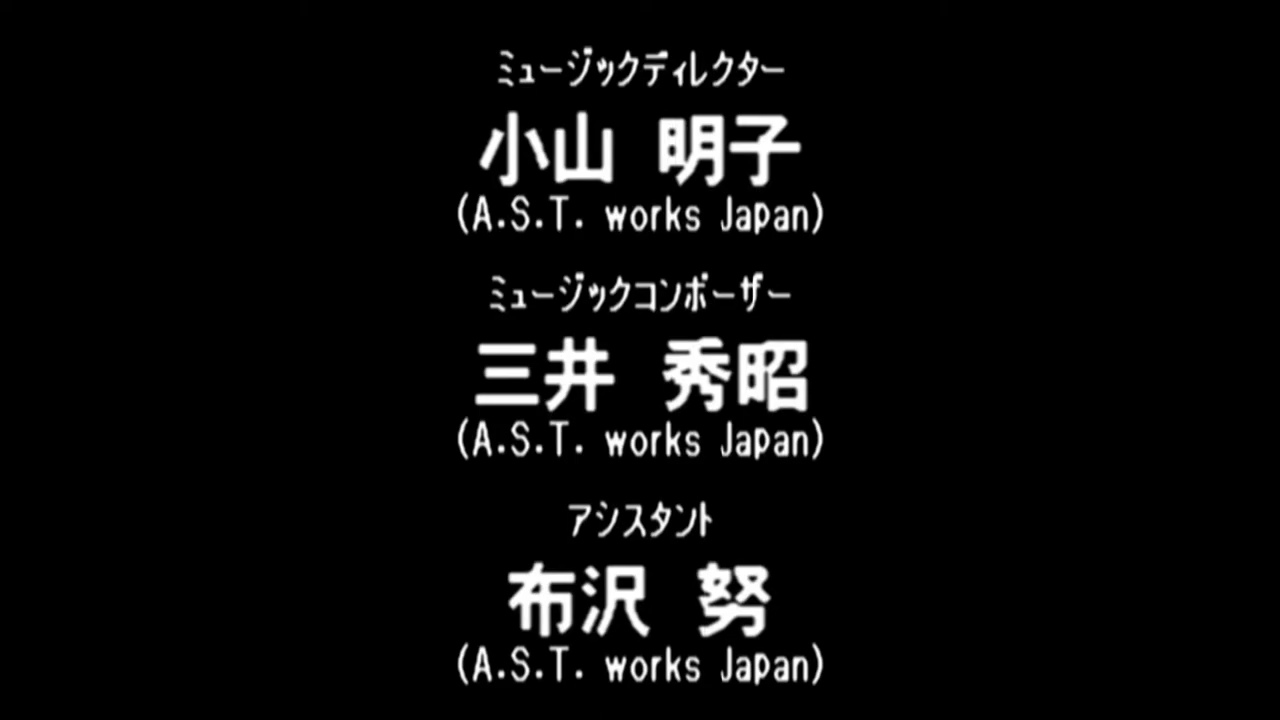 ミュージックディレクター
小山 明子
(A.S.T. works Japan)
ミュージックコンポーザー
三井 秀昭
(A.S.T. works Japan)
アシスタント
布沢 努
(A.S.T. works Japan)